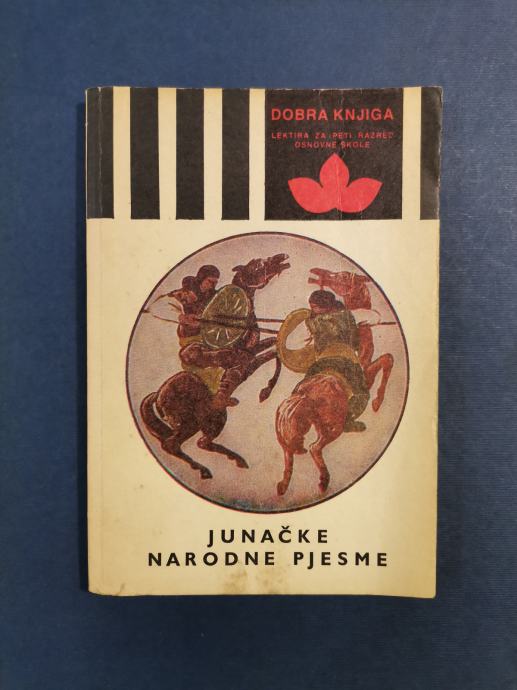 DOBRA KNJIGA
LEKTIRA ZA PETI RAZRED
OSNOVNE ŠKOLE
JUNAČKE
NARODNE PJESME